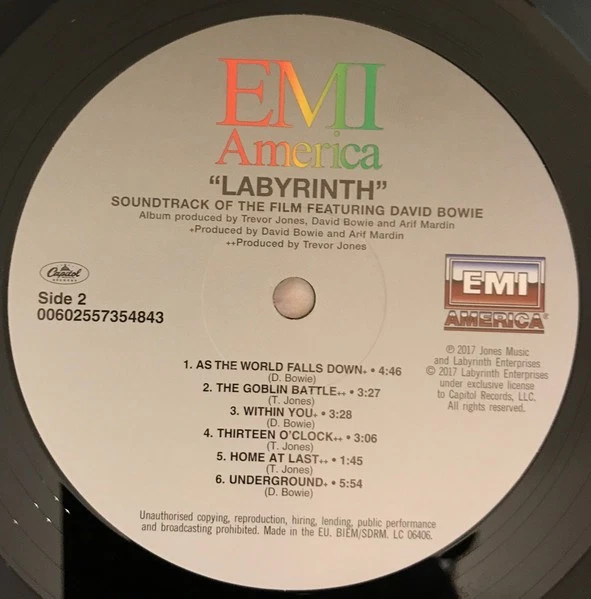 EMI
America
"LABYRINTH"
SOUNDTRACK OF THE FILM FEATURING DAVID BOWIE
Album produced by Trevor Jones, David Bowie and Arif Mardin
+Produced by David Bowie and Arif Mardin
++Produced by Trevor Jones
Capitol
RECORDS
Side 2
00602557354843
EMI
AMERICA
℗ 2017 Jones Music
and Labyrinth Enterprises
© 2017 Labyrinth Enterprises
under exclusive license
to Capitol Records, LLC.
All rights reserved.
1. AS THE WORLD FALLS DOWN+ • 4:46
(D. Bowie)
2. THE GOBLIN BATTLE++ • 3:27
(T. Jones)
3. WITHIN YOU+ • 3:28
(D. Bowie)
4. THIRTEEN O'CLOCK++ • 3:06
(T. Jones)
5. HOME AT LAST++ • 1:45
(T. Jones)
6. UNDERGROUND+ • 5:54
(D. Bowie)
Unauthorised copying, reproduction, hiring, lending, public performance
and broadcasting prohibited. Made in the EU. BIEM/SDRM. LC 06406.